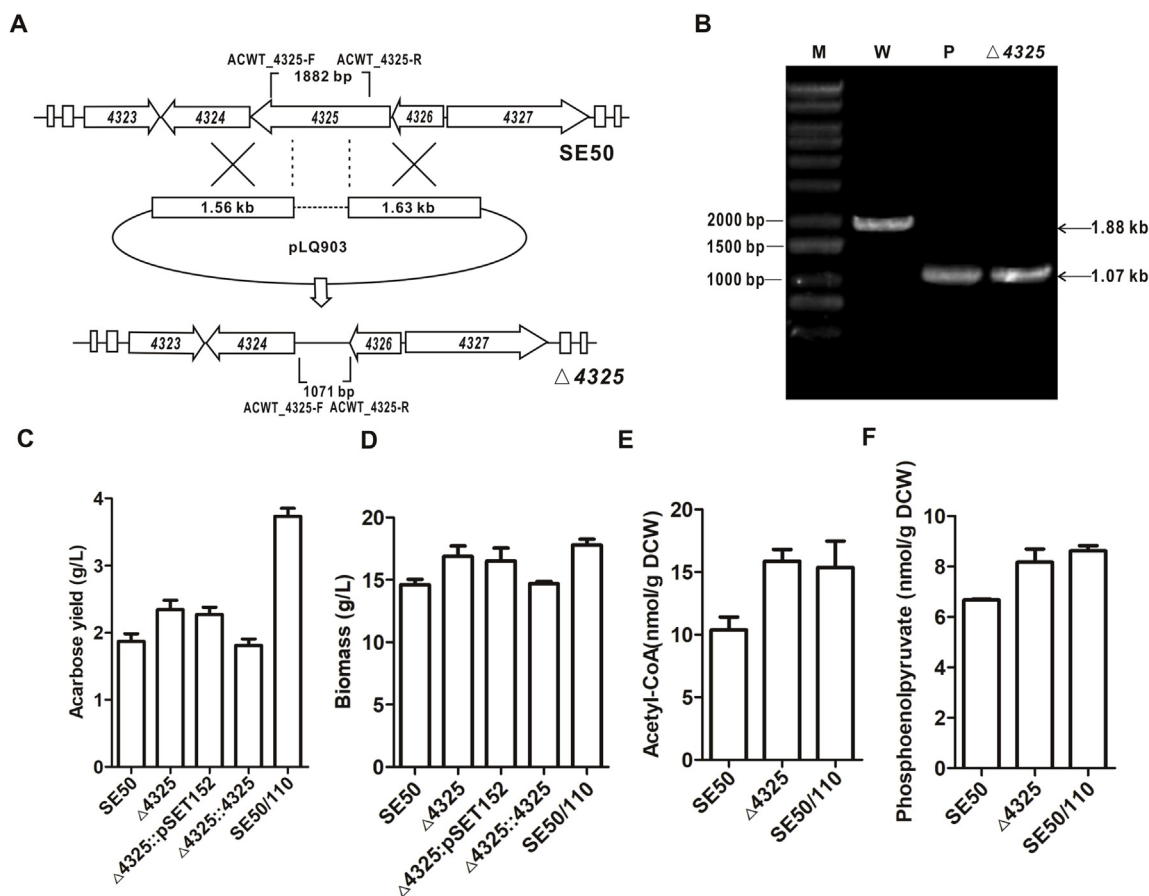 A
ACWT_4325-F ACWT_4325-R
1882 bp
4323 4324 4325 4326 4327
SE50
1.56 kb 1.63 kb
pLQ903
4323 4324 4326 4327
1071 bp
△4325
ACWT_4325-F ACWT_4325-R
B
M W P △4325
2000 bp
1.88 kb
1500 bp
1000 bp
1.07 kb
C
Acarbose yield (g/L)
4
3
2
1
0
SE50
△4325
△4325::pSET152
△4325::4325
SE50/110
D
Biomass (g/L)
20
15
10
5
0
SE50
△4325
△4325:pSET152
△4325::4325
SE50/110
E
Acetyl-CoA(nmol/g DCW)
20
15
10
5
0
SE50
△4325
SE50/110
F
Phosphoenolpyruvate (nmol/g DCW)
10
8
6
4
2
0
SE50
△4325
SE50/110